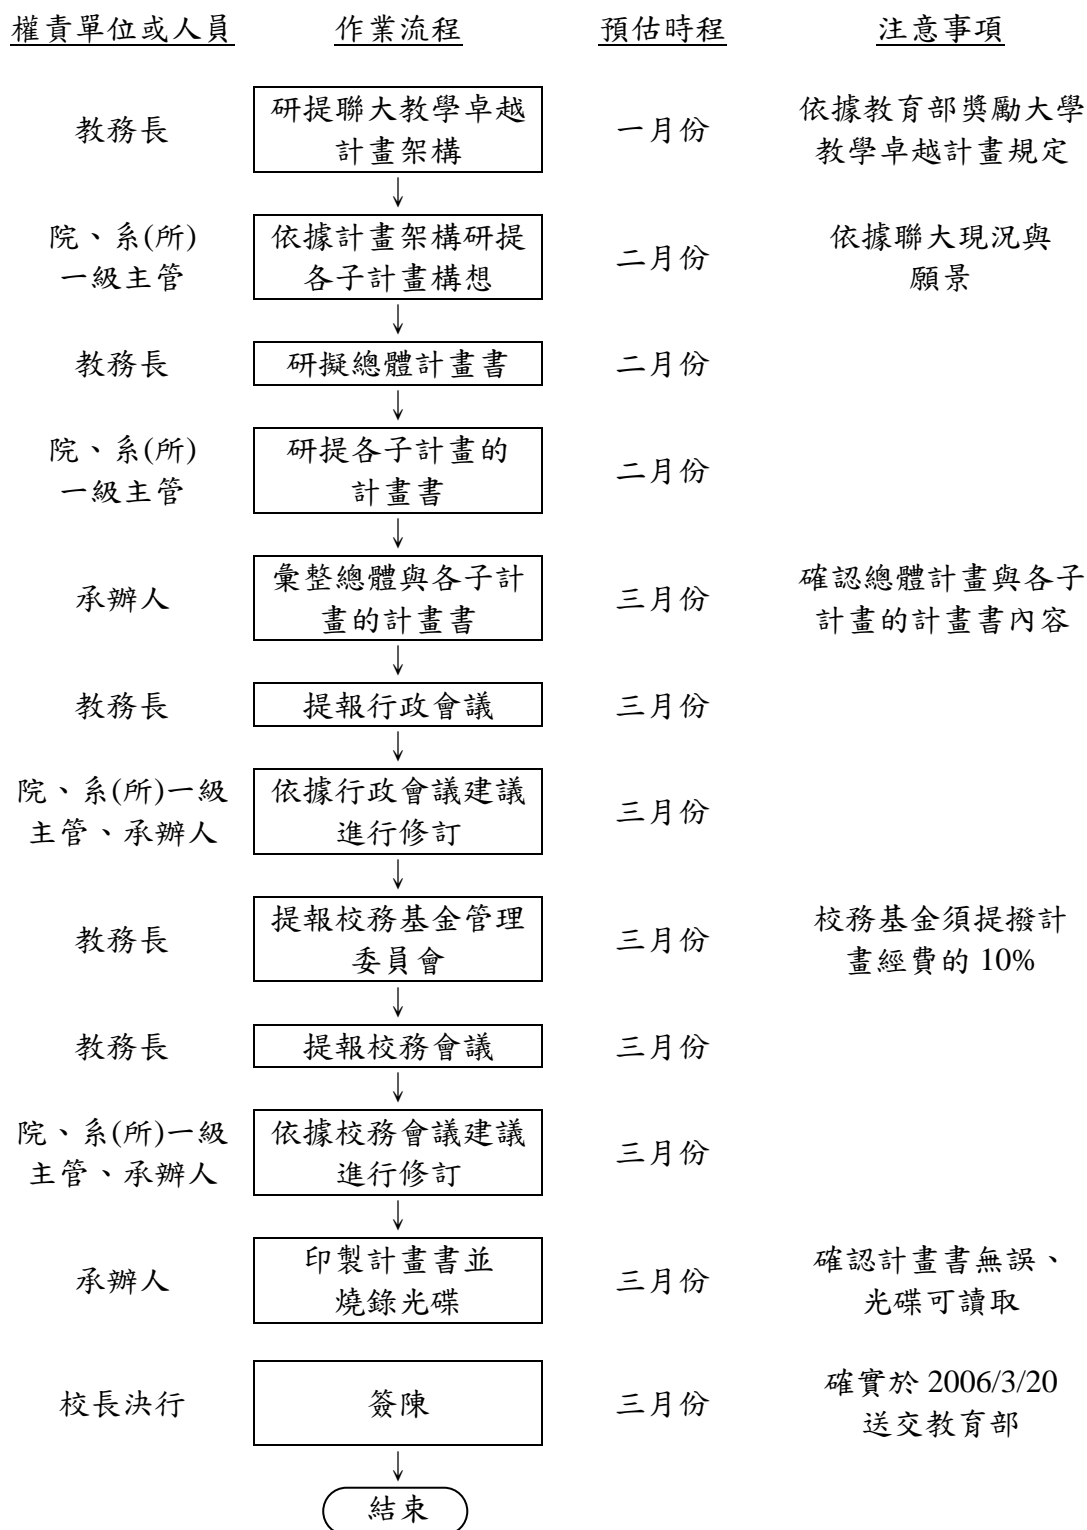 權責單位或人員 作業流程 預估時程 注意事項
教務長
研提聯大教學卓越
計畫架構
一月份
依據教育部獎勵大學
教學卓越計畫規定
院、系(所)
一級主管
依據計畫架構研提
各子計畫構想
二月份
依據聯大現況與
願景
教務長
研擬總體計畫書
二月份
院、系(所)
一級主管
研提各子計畫的
計畫書
二月份
承辦人
彙整總體與各子計
畫的計畫書
三月份
確認總體計畫與各子
計畫的計畫書內容
教務長
提報行政會議
三月份
院、系(所)一級
主管、承辦人
依據行政會議建議
進行修訂
三月份
教務長
提報校務基金管理
委員會
三月份
校務基金須提撥計
畫經費的 10%
教務長
提報校務會議
三月份
院、系(所)一級
主管、承辦人
依據校務會議建議
進行修訂
三月份
承辦人
印製計畫書並
燒錄光碟
三月份
確認計畫書無誤、
光碟可讀取
校長決行
簽陳
三月份
確實於 2006/3/20
送交教育部
結束